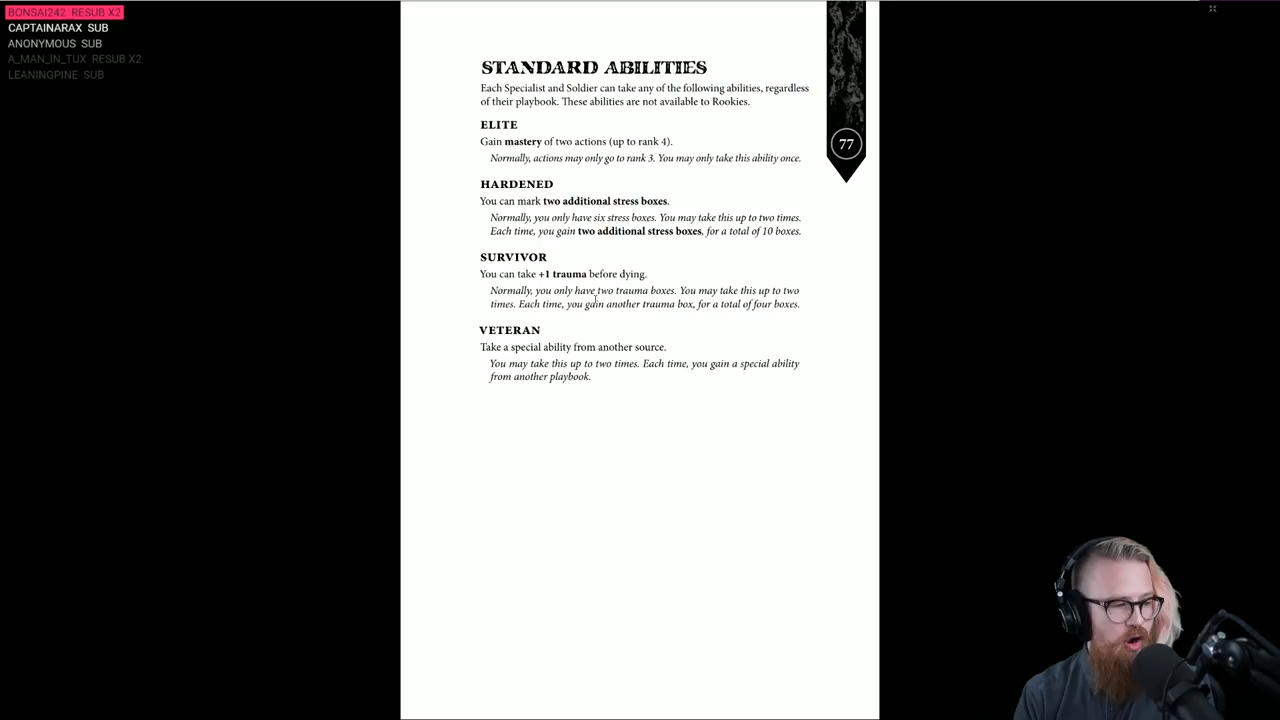 BONSAI242 RESUB X2
CAPTAINARAX SUB
ANONYMOUS SUB
A_MAN_IN_TUX RESUB X2
LEANINGPINE SUB
STANDARD ABILITIES
Each Specialist and Soldier can take any of the following abilities, regardless
of their playbook. These abilities are not available to Rookies.
77
ELITE
Gain mastery of two actions (up to rank 4).
Normally, actions may only go to rank 3. You may only take this ability once.
HARDENED
You can mark two additional stress boxes.
Normally, you only have six stress boxes. You may take this up to two times.
Each time, you gain two additional stress boxes, for a total of 10 boxes.
SURVIVOR
You can take +1 trauma before dying.
Normally, you only have two trauma boxes. You may take this up to two
times. Each time, you gain another trauma box, for a total of four boxes.
VETERAN
Take a special ability from another source.
You may take this up to two times. Each time, you gain a special ability
from another playbook.